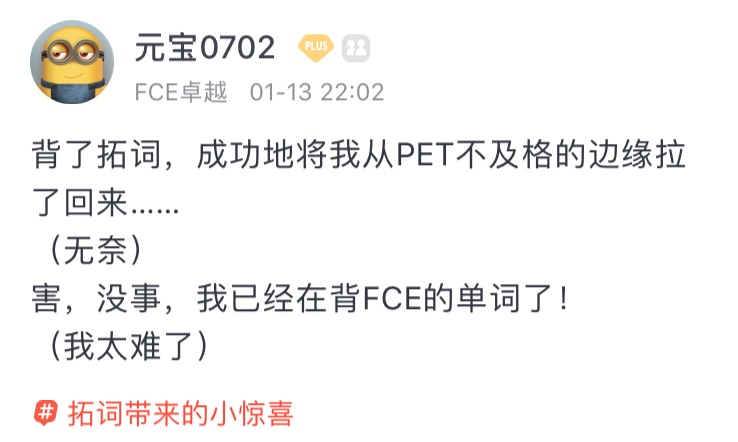 元宝0702 PLUS
FCE卓越 01-13 22:02
背了拓词，成功地将我从PET不及格的边缘拉
了回来……
（无奈）
害，没事，我已经在背FCE的单词了！
（我太难了）
# 拓词带来的小惊喜